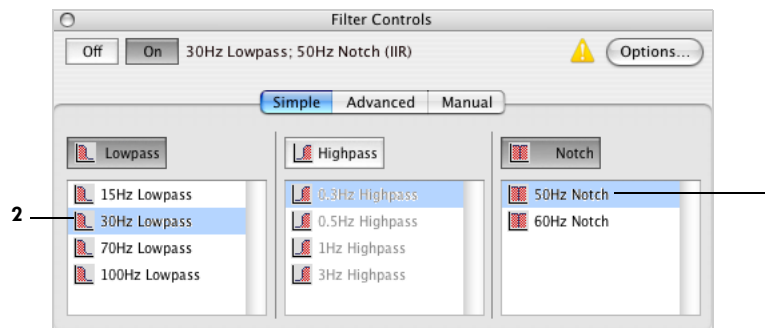 Filter Controls
Off On 30Hz Lowpass; 50Hz Notch (IIR) Options...
Simple Advanced Manual
Lowpass Highpass Notch
15Hz Lowpass 0.3Hz Highpass 50Hz Notch
2 30Hz Lowpass 0.5Hz Highpass 60Hz Notch
70Hz Lowpass 1Hz Highpass
100Hz Lowpass 3Hz Highpass